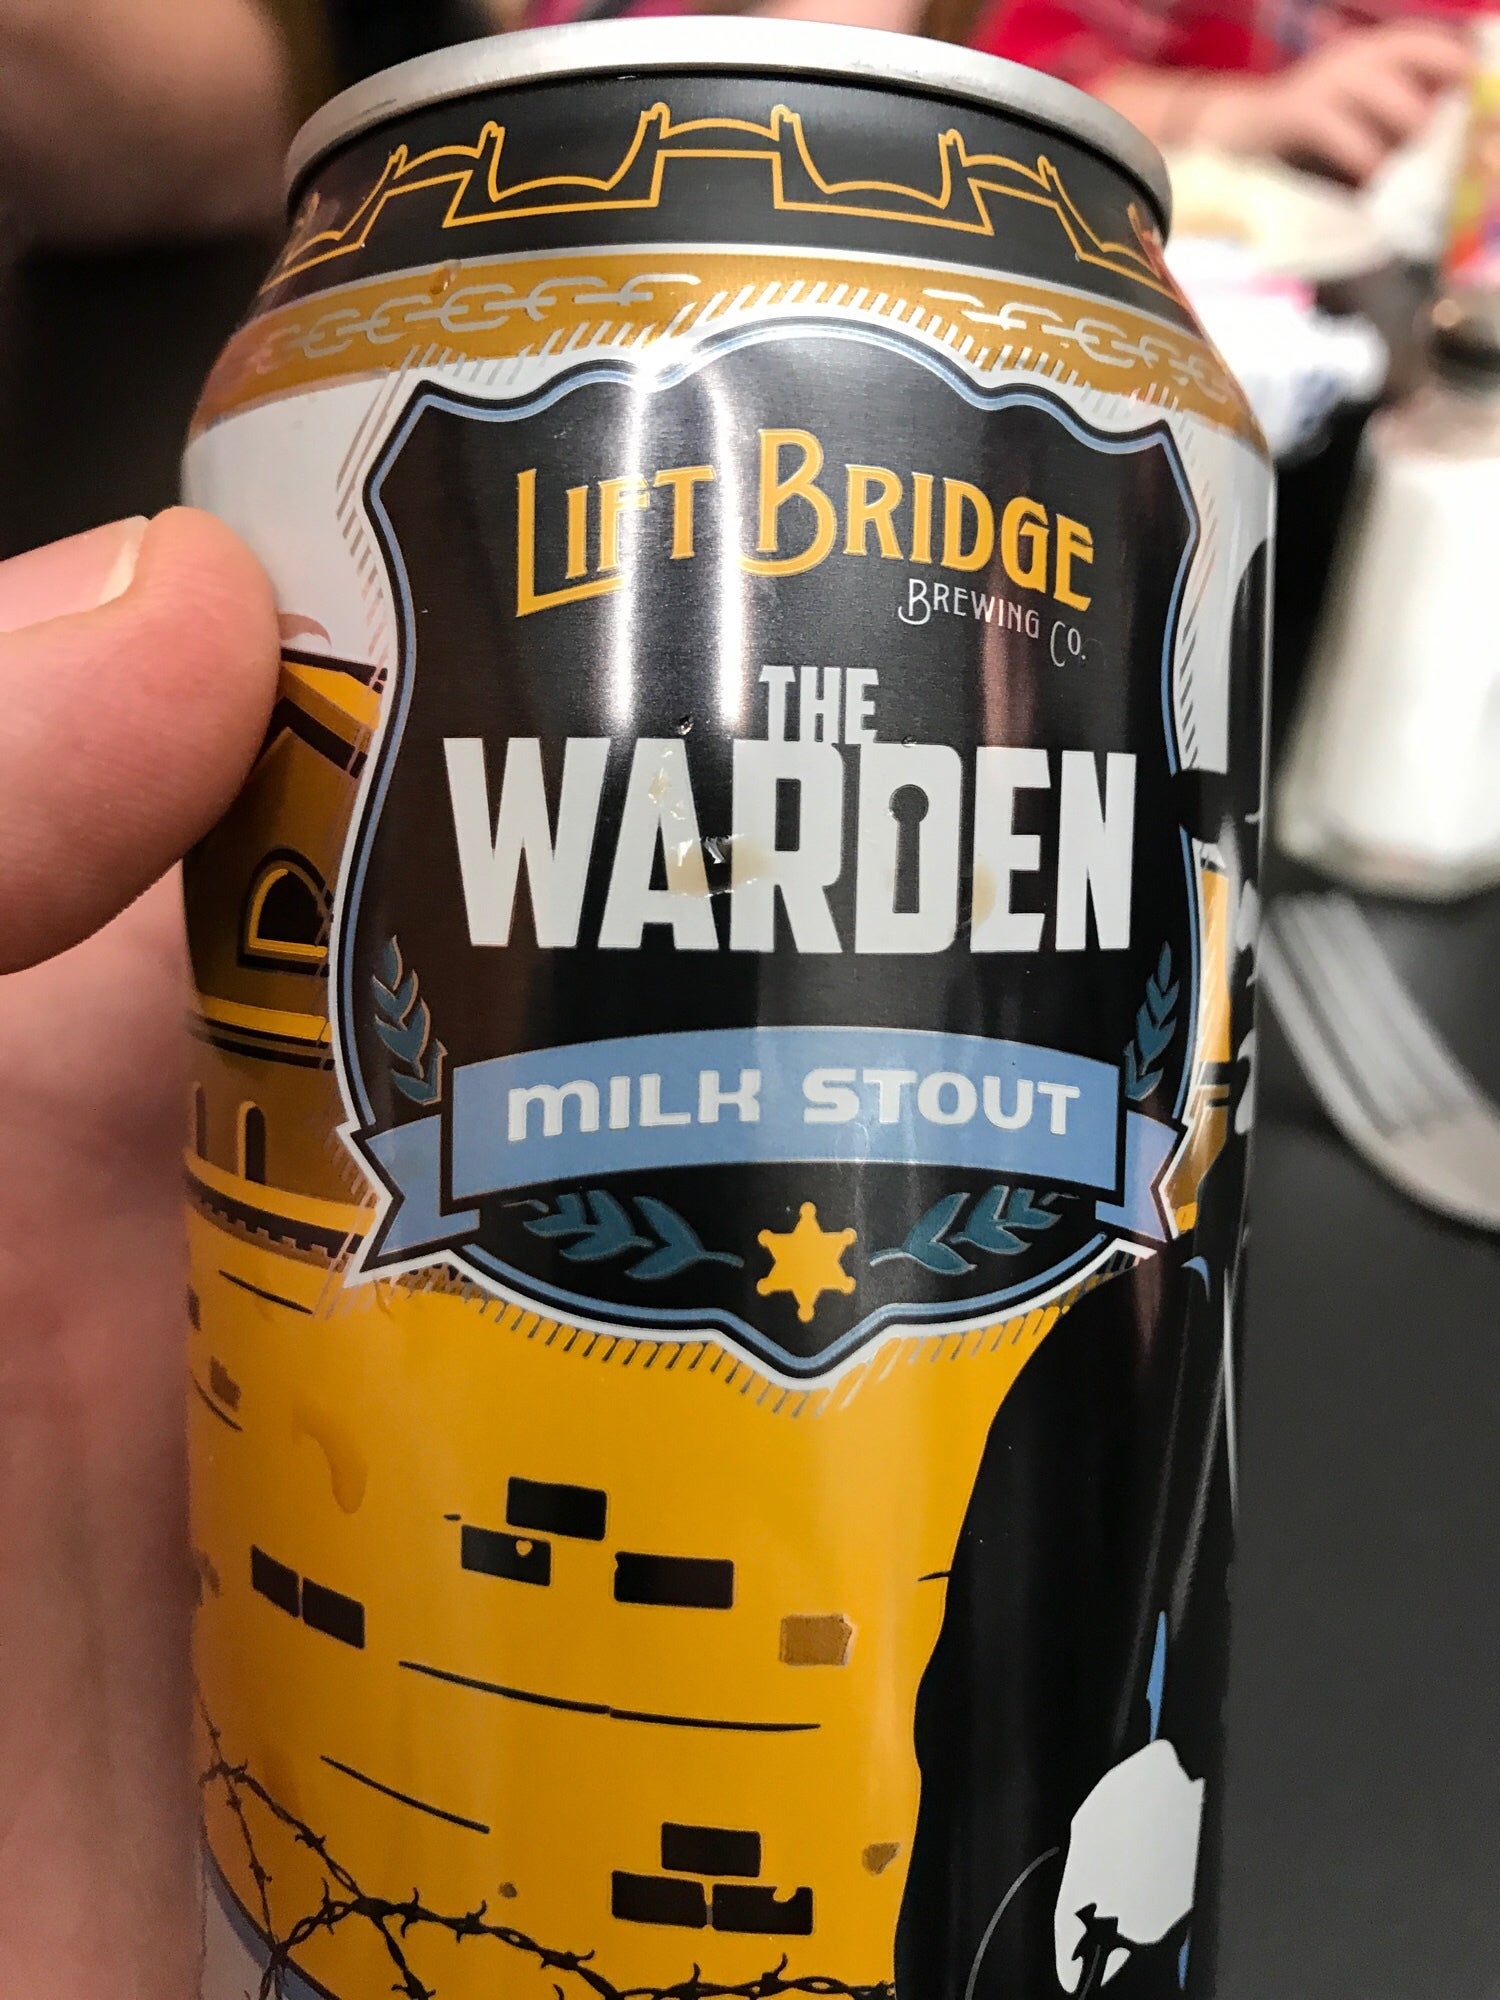 LIFT BRIDGE
BREWING CO.
THE
WARDEN
MILK STOUT